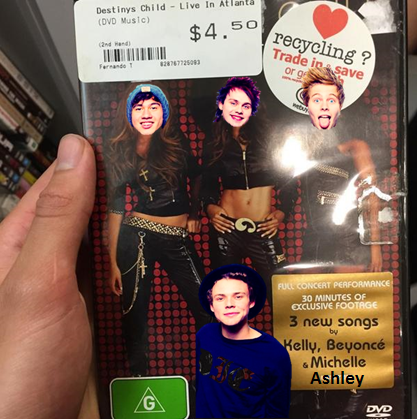 Destinys Child - Live In Atlanta
(DVD Music)
$4.50
(2nd Hand)
Fernando T 828767725093
recycling ?
Trade in & save
FULL CONCERT PERFORMANCE
30 MINUTES OF
EXCLUSIVE FOOTAGE
3 new songs
by
Kelly, Beyoncé
& Michelle
Ashley
G
DVD